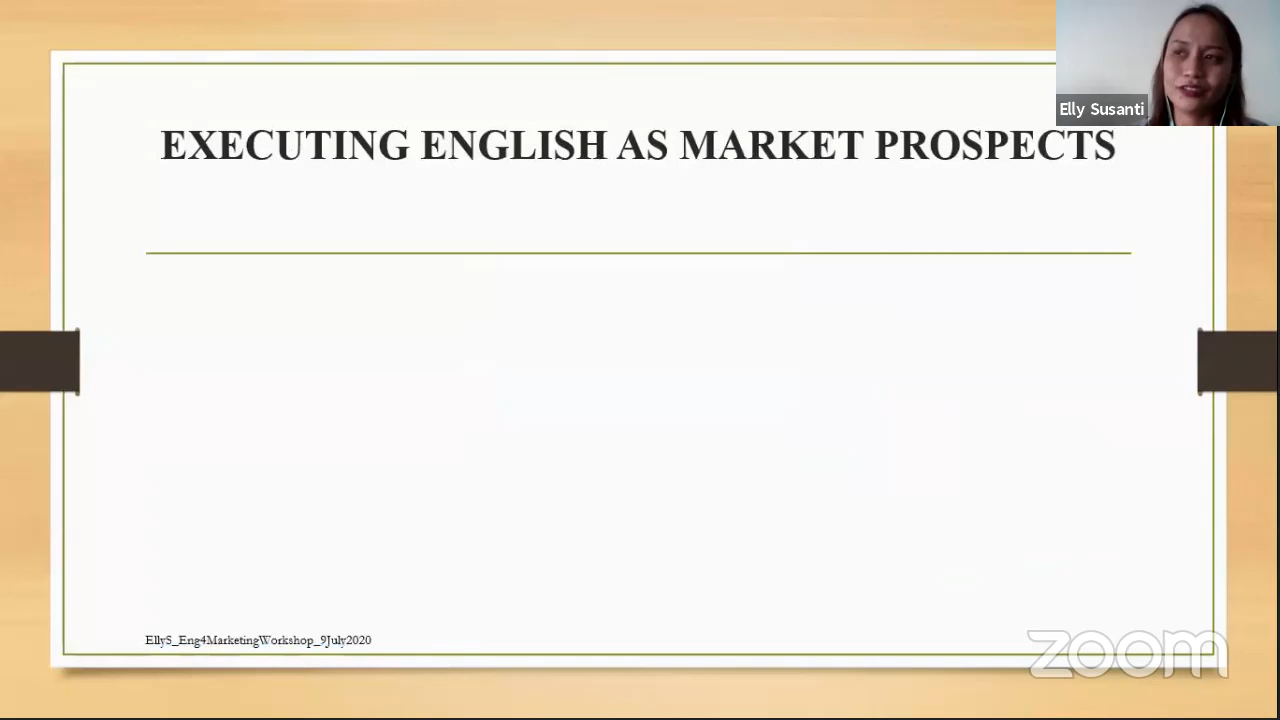 Elly Susanti
EXECUTING ENGLISH AS MARKET PROSPECTS
EllyS_Eng4MarketingWorkshop_9July2020
zoom